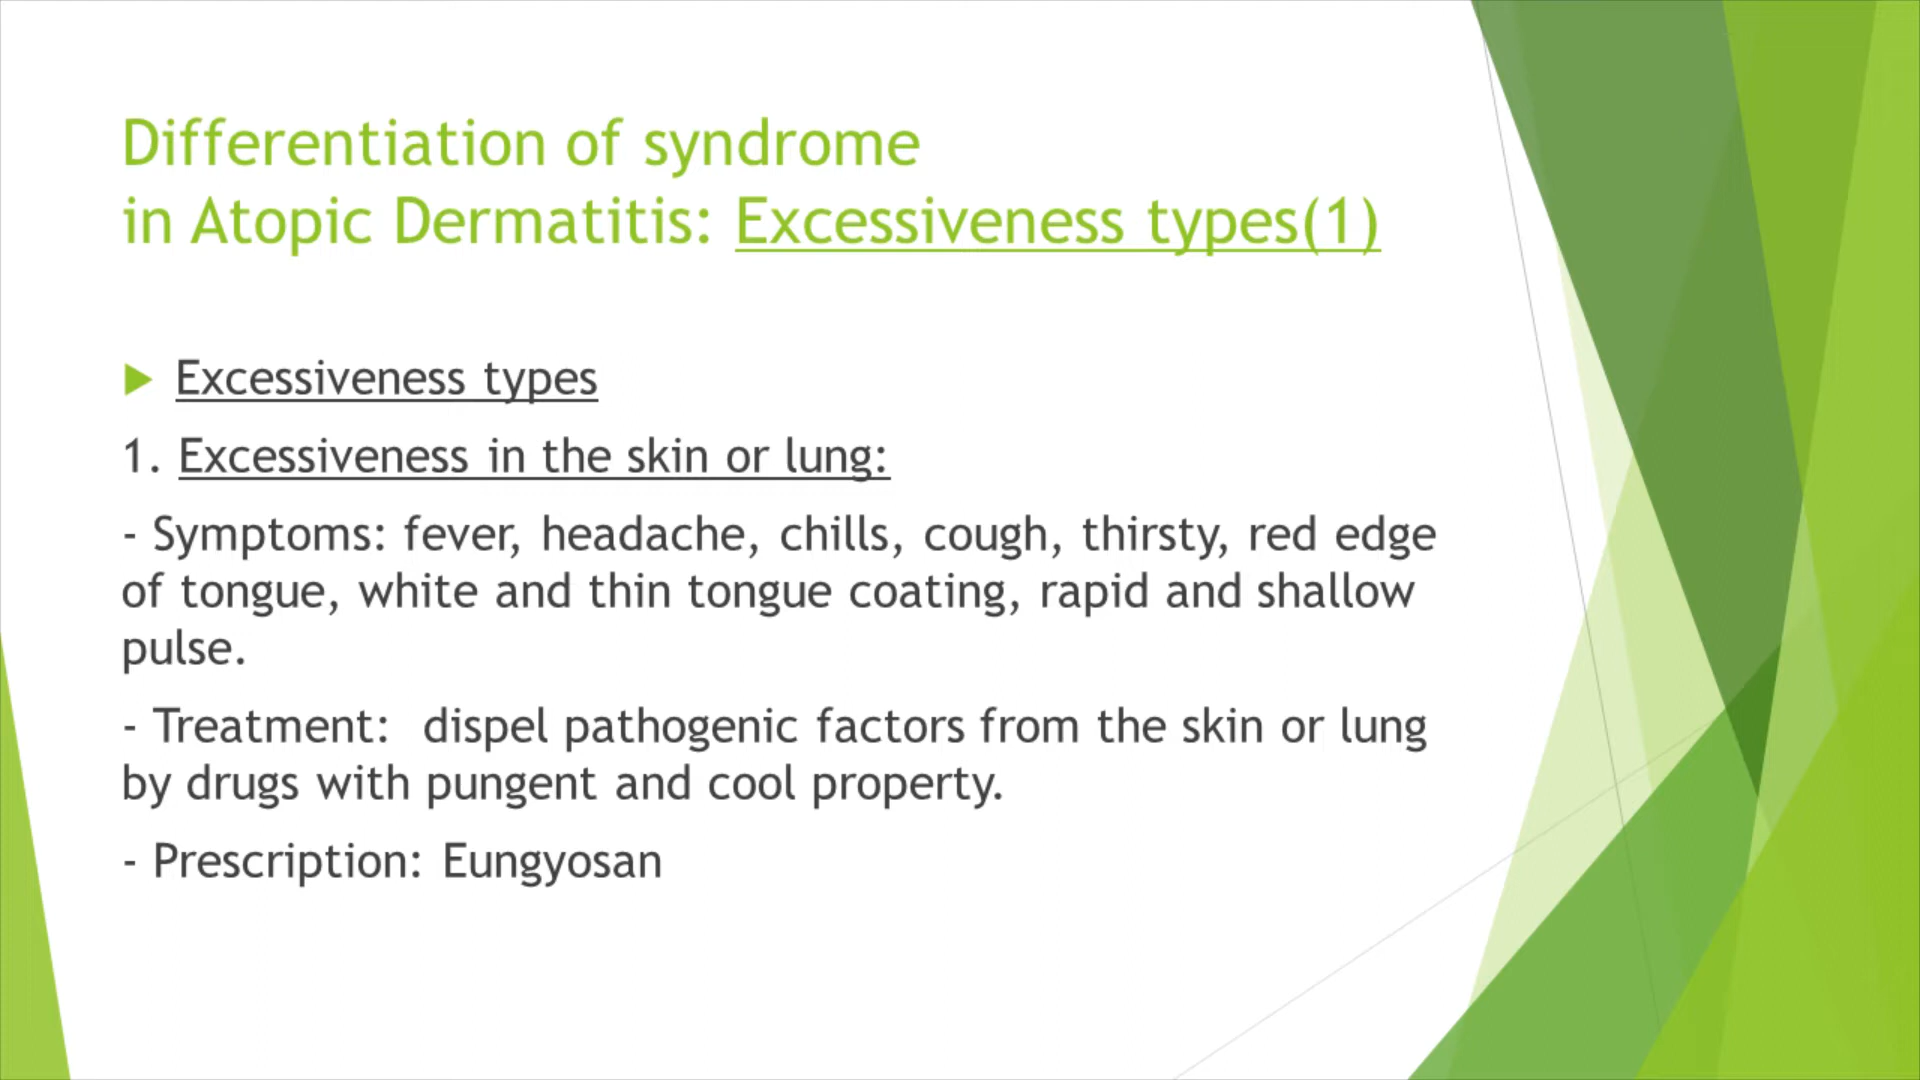 Differentiation of syndrome
in Atopic Dermatitis: Excessiveness types(1)
Excessiveness types
1. Excessiveness in the skin or lung:
- Symptoms: fever, headache, chills, cough, thirsty, red edge
of tongue, white and thin tongue coating, rapid and shallow
pulse.
- Treatment:  dispel pathogenic factors from the skin or lung
by drugs with pungent and cool property.
- Prescription: Eungyosan